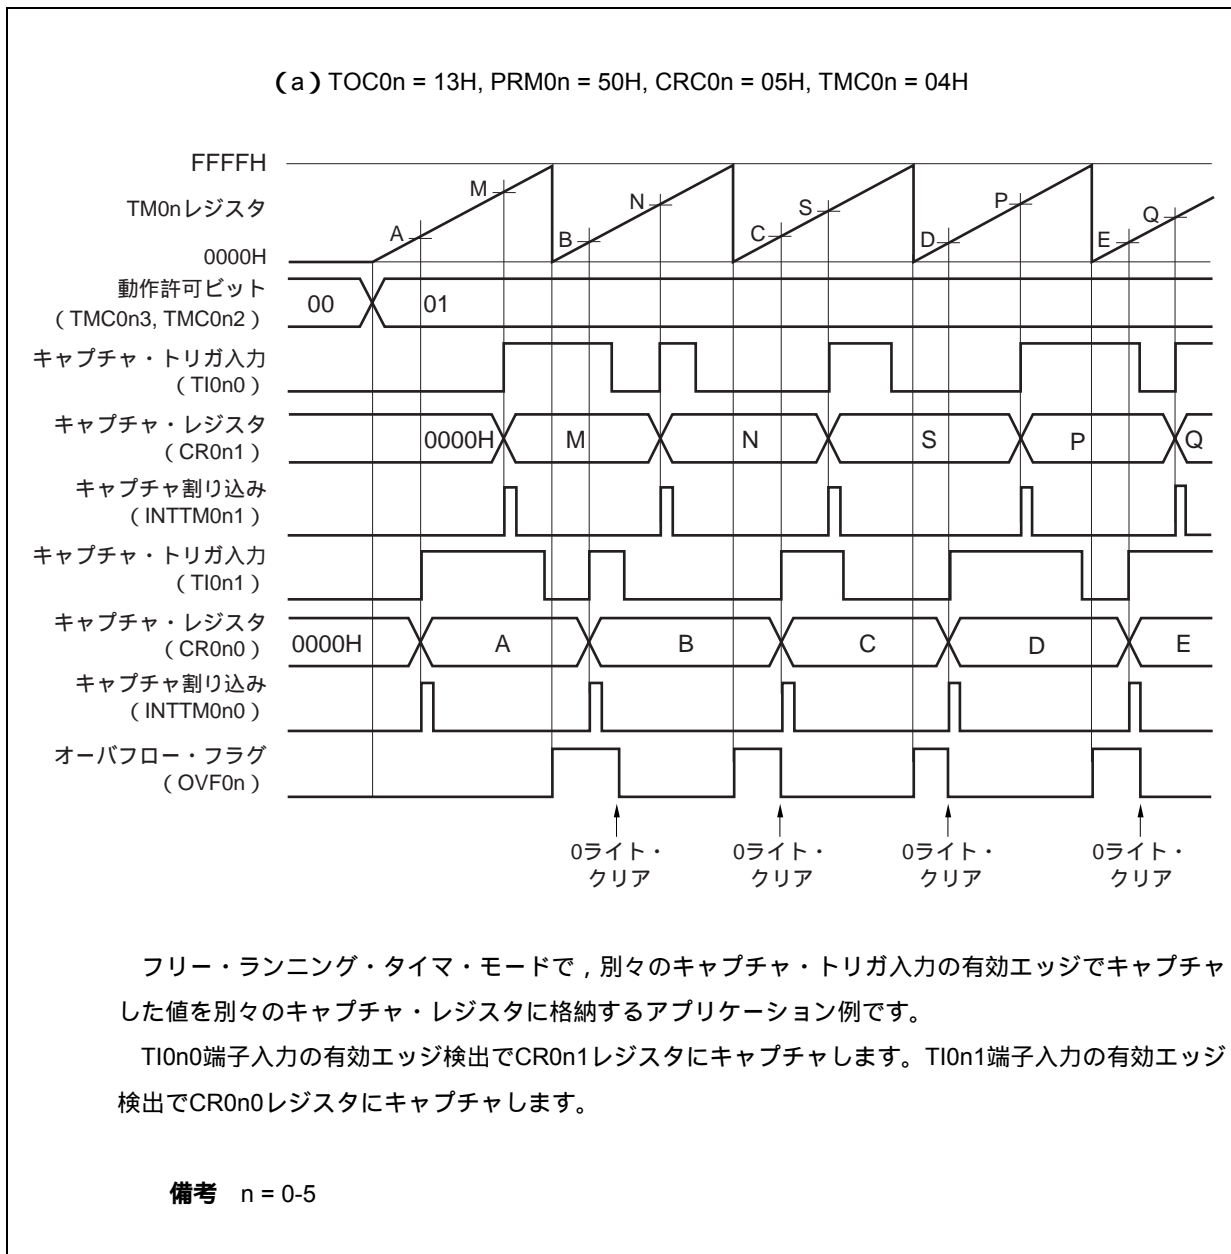 （a）TOC0n = 13H, PRM0n = 50H, CRC0n = 05H, TMC0n = 04H
FFFFH
TM0nレジスタ
0000H
A M B N C S D P E Q
動作許可ビット
（TMC0n3, TMC0n2）
00 01
キャプチャ・トリガ入力
（TI0n0）
キャプチャ・レジスタ
（CR0n1）
0000H M N S P Q
キャプチャ割り込み
（INTTM0n1）
キャプチャ・トリガ入力
（TI0n1）
キャプチャ・レジスタ
（CR0n0）
0000H A B C D E
キャプチャ割り込み
（INTTM0n0）
オーバフロー・フラグ
（OVF0n）
0ライト・ 0ライト・ 0ライト・ 0ライト・
クリア クリア クリア クリア
フリー・ランニング・タイマ・モードで，別々のキャプチャ・トリガ入力の有効エッジでキャプチャ
した値を別々のキャプチャ・レジスタに格納するアプリケーション例です。
TI0n0端子入力の有効エッジ検出でCR0n1レジスタにキャプチャします。TI0n1端子入力の有効エッジ
検出でCR0n0レジスタにキャプチャします。
備考 n = 0-5